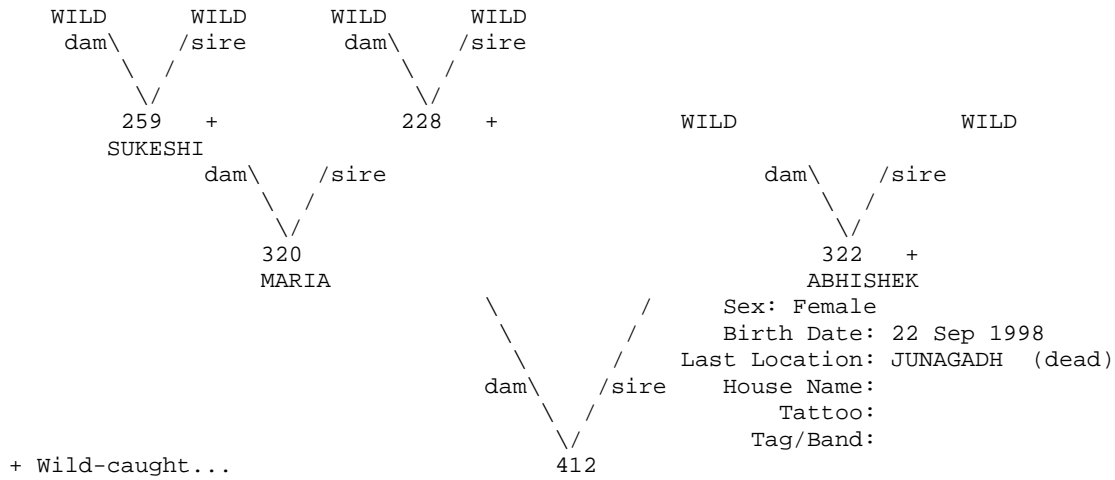 WILD WILD WILD WILD
dam\ /sire dam\ /sire
\ / \ /
\/ \/
259 + 228 + WILD WILD
SUKESHI
dam\ /sire dam\ /sire
\ / \ /
\/ \/
320 322 +
MARIA ABHISHEK
\ / Sex: Female
\ / Birth Date: 22 Sep 1998
\ / Last Location: JUNAGADH (dead)
dam\ /sire House Name:
\ / Tattoo:
\/ Tag/Band:
+ Wild-caught... 412